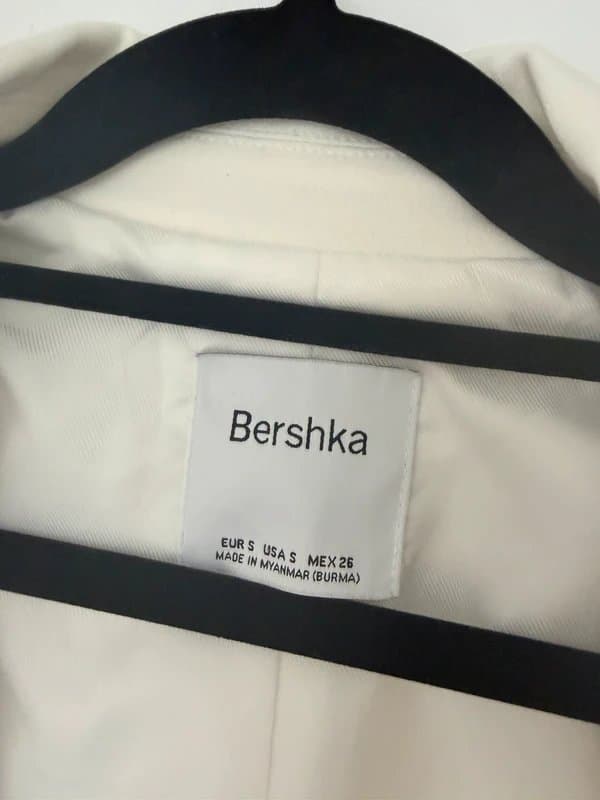 Bershka
EUR S USA S MEX 26
MADE IN MYANMAR (BURMA)